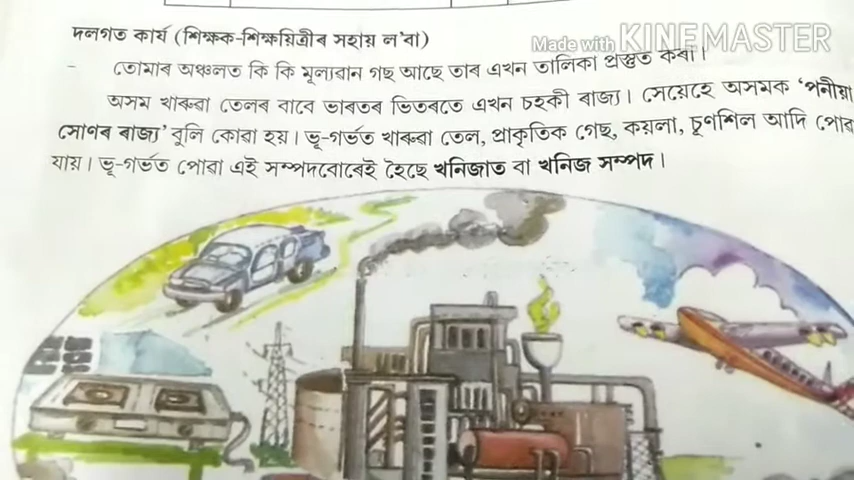 Made with KINEMASTER
দলগত কাৰ্য (শিক্ষক-শিক্ষয়িত্ৰীৰ সহায় ল'বা)
– তোমাৰ অঞ্চলত কি কি মূল্যৱান গছ আছে তাৰ এখন তালিকা প্ৰস্তুত কৰা।
অসম খাৰুৱা তেলৰ বাবে ভাৰতৰ ভিতৰতে এখন চহকী ৰাজ্য। সেয়েহে অসমক ‘পনীয়া
সোণৰ ৰাজ্য’ বুলি কোৱা হয়। ভূ-গৰ্ভত খাৰুৱা তেল, প্ৰাকৃতিক গেছ, কয়লা, চূণশিল আদি পোৱা
যায়। ভূ-গৰ্ভত পোৱা এই সম্পদবোৰেই হৈছে খনিজাত বা খনিজ সম্পদ।